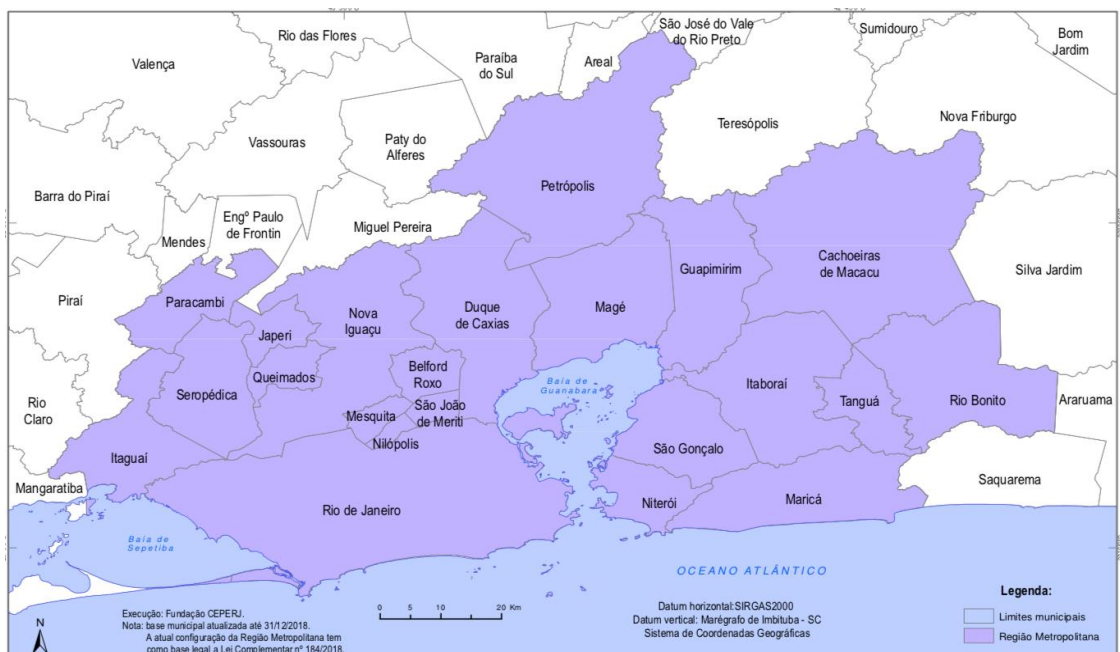 São José do Vale
do Rio Preto
Sumidouro
Bom
Jardim
Rio das Flores
Valença
Paraíba
do Sul
Areal
Teresópolis
Nova Friburgo
Vassouras
Paty do
Alferes
Petrópolis
Barra do Piraí
Engº Paulo
de Frontin
Miguel Pereira
Mendes
Cachoeiras
de Macacu
Guapimirim
Silva Jardim
Piraí
Paracambi
Nova
Iguaçu
Duque
de Caxias
Magé
Japeri
Belford
Roxo
Baía de
Guanabara
Itaboraí
Queimados
Seropédica
Rio
Claro
Mesquita
São João
de Meriti
Tanguá
Rio Bonito
Araruama
Nilópolis
São Gonçalo
Itaguaí
Mangaratiba
Saquarema
Niterói
Maricá
Rio de Janeiro
Baía de
Sepetiba
OCEANO ATLÂNTICO
Execução: Fundação CEPERJ.
Nota: base municipal atualizada até 31/12/2018.
A atual configuração da Região Metropolitana tem
como base legal a Lei Complementar nº 184/2018.
N
0 5 10 20 Km
Datum horizontal:SIRGAS2000
Datum vertical: Marégrafo de Imbituba - SC
Sistema de Coordenadas Geográficas
Legenda:
Limites municipais
Região Metropolitana